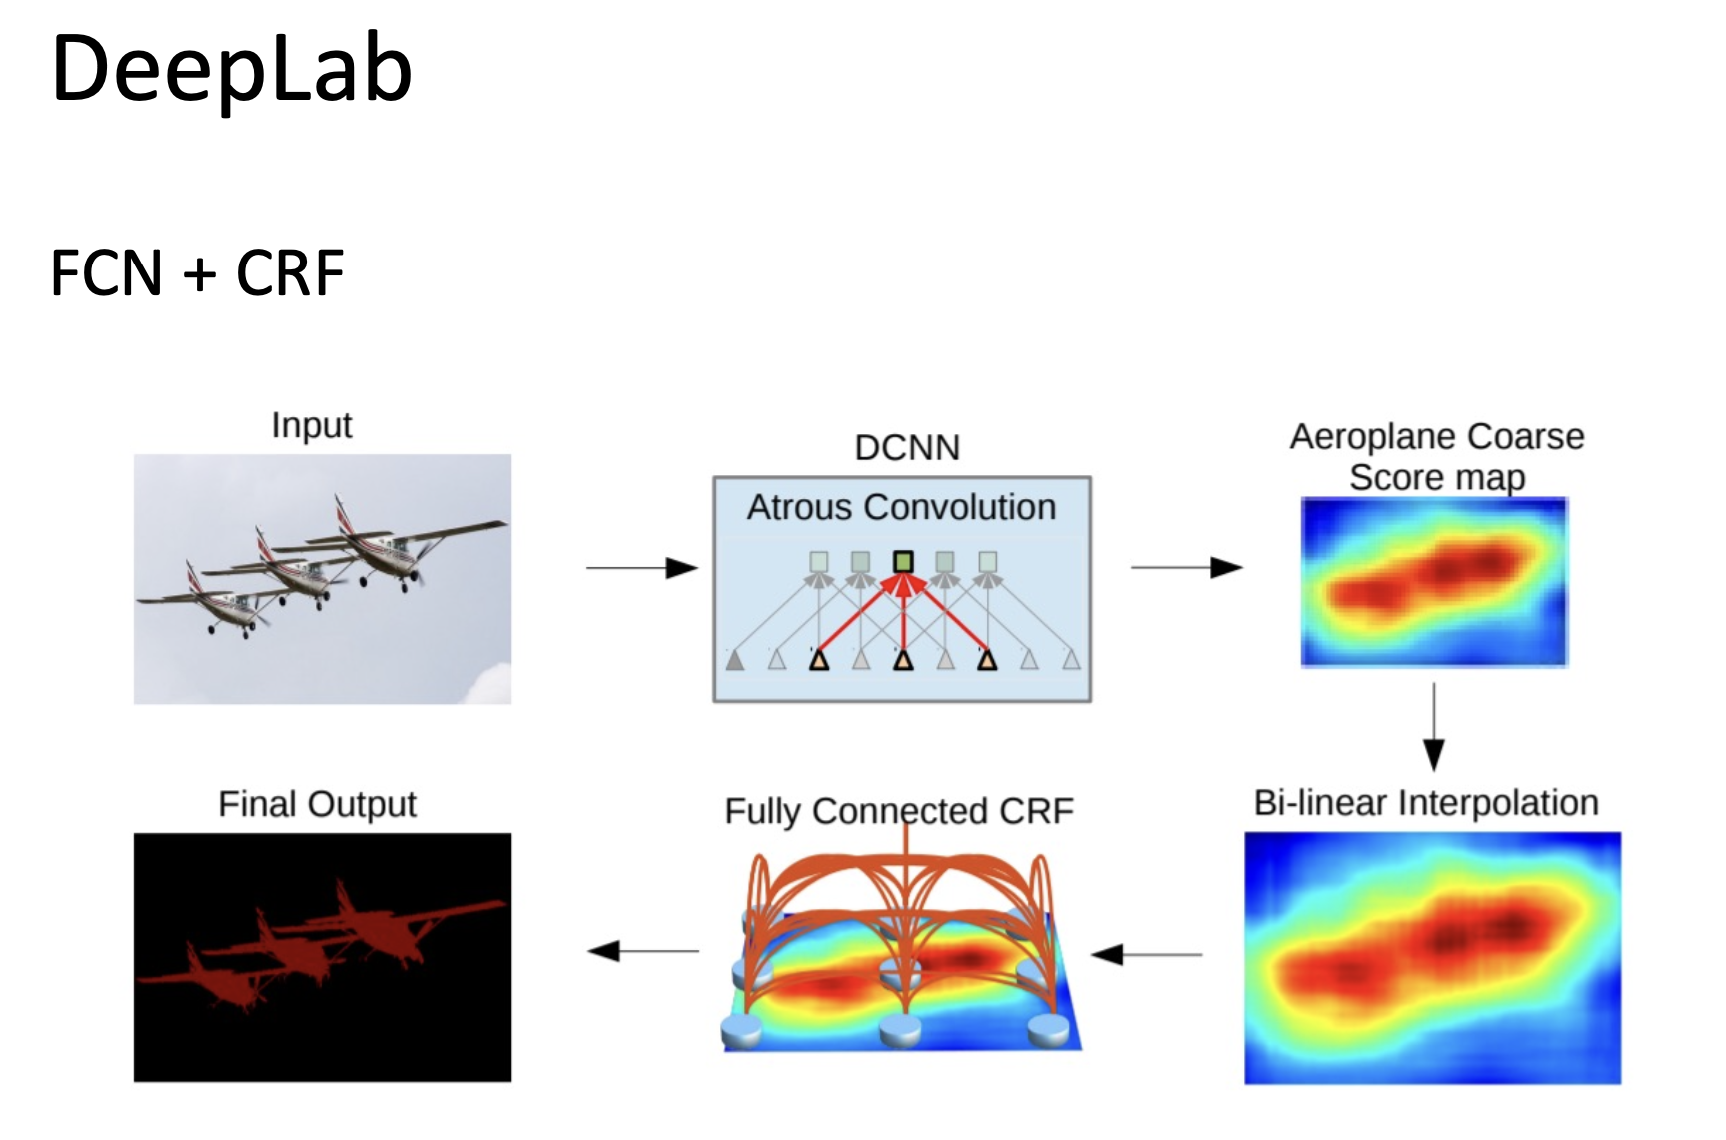 DeepLab
FCN + CRF
Input
DCNN
Atrous Convolution
Aeroplane Coarse
Score map
Final Output
Fully Connected CRF
Bi-linear Interpolation